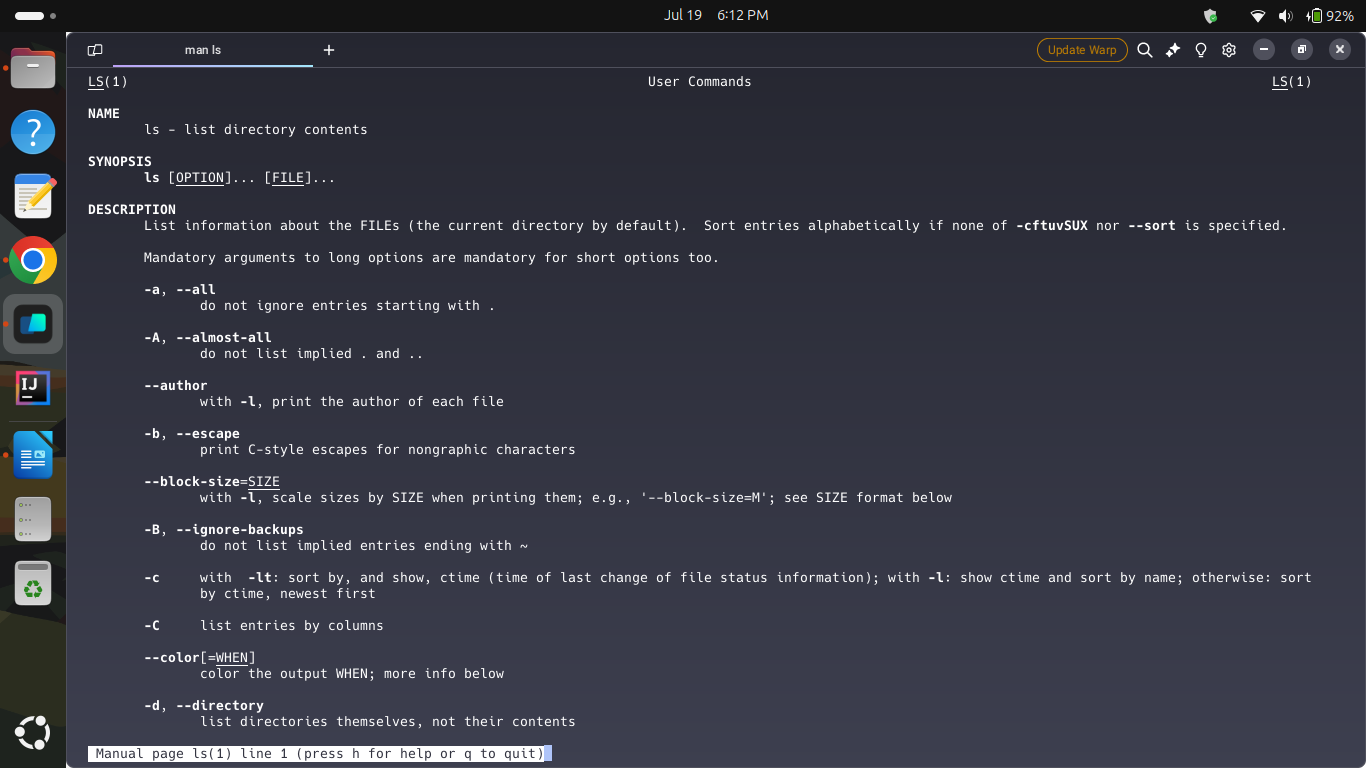 Jul 19 6:12 PM
92%
man ls
Update Warp
LS(1) User Commands LS(1)
NAME
ls - list directory contents
SYNOPSIS
ls [OPTION]... [FILE]...
DESCRIPTION
List information about the FILEs (the current directory by default). Sort entries alphabetically if none of -cftuvSUX nor --sort is specified.
Mandatory arguments to long options are mandatory for short options too.
-a, --all
do not ignore entries starting with .
-A, --almost-all
do not list implied . and ..
--author
with -l, print the author of each file
-b, --escape
print C-style escapes for nongraphic characters
--block-size=SIZE
with -l, scale sizes by SIZE when printing them; e.g., '--block-size=M'; see SIZE format below
-B, --ignore-backups
do not list implied entries ending with ~
-c with -lt: sort by, and show, ctime (time of last change of file status information); with -l: show ctime and sort by name; otherwise: sort
by ctime, newest first
-C list entries by columns
--color[=WHEN]
color the output WHEN; more info below
-d, --directory
list directories themselves, not their contents
Manual page ls(1) line 1 (press h for help or q to quit)
?
IJ